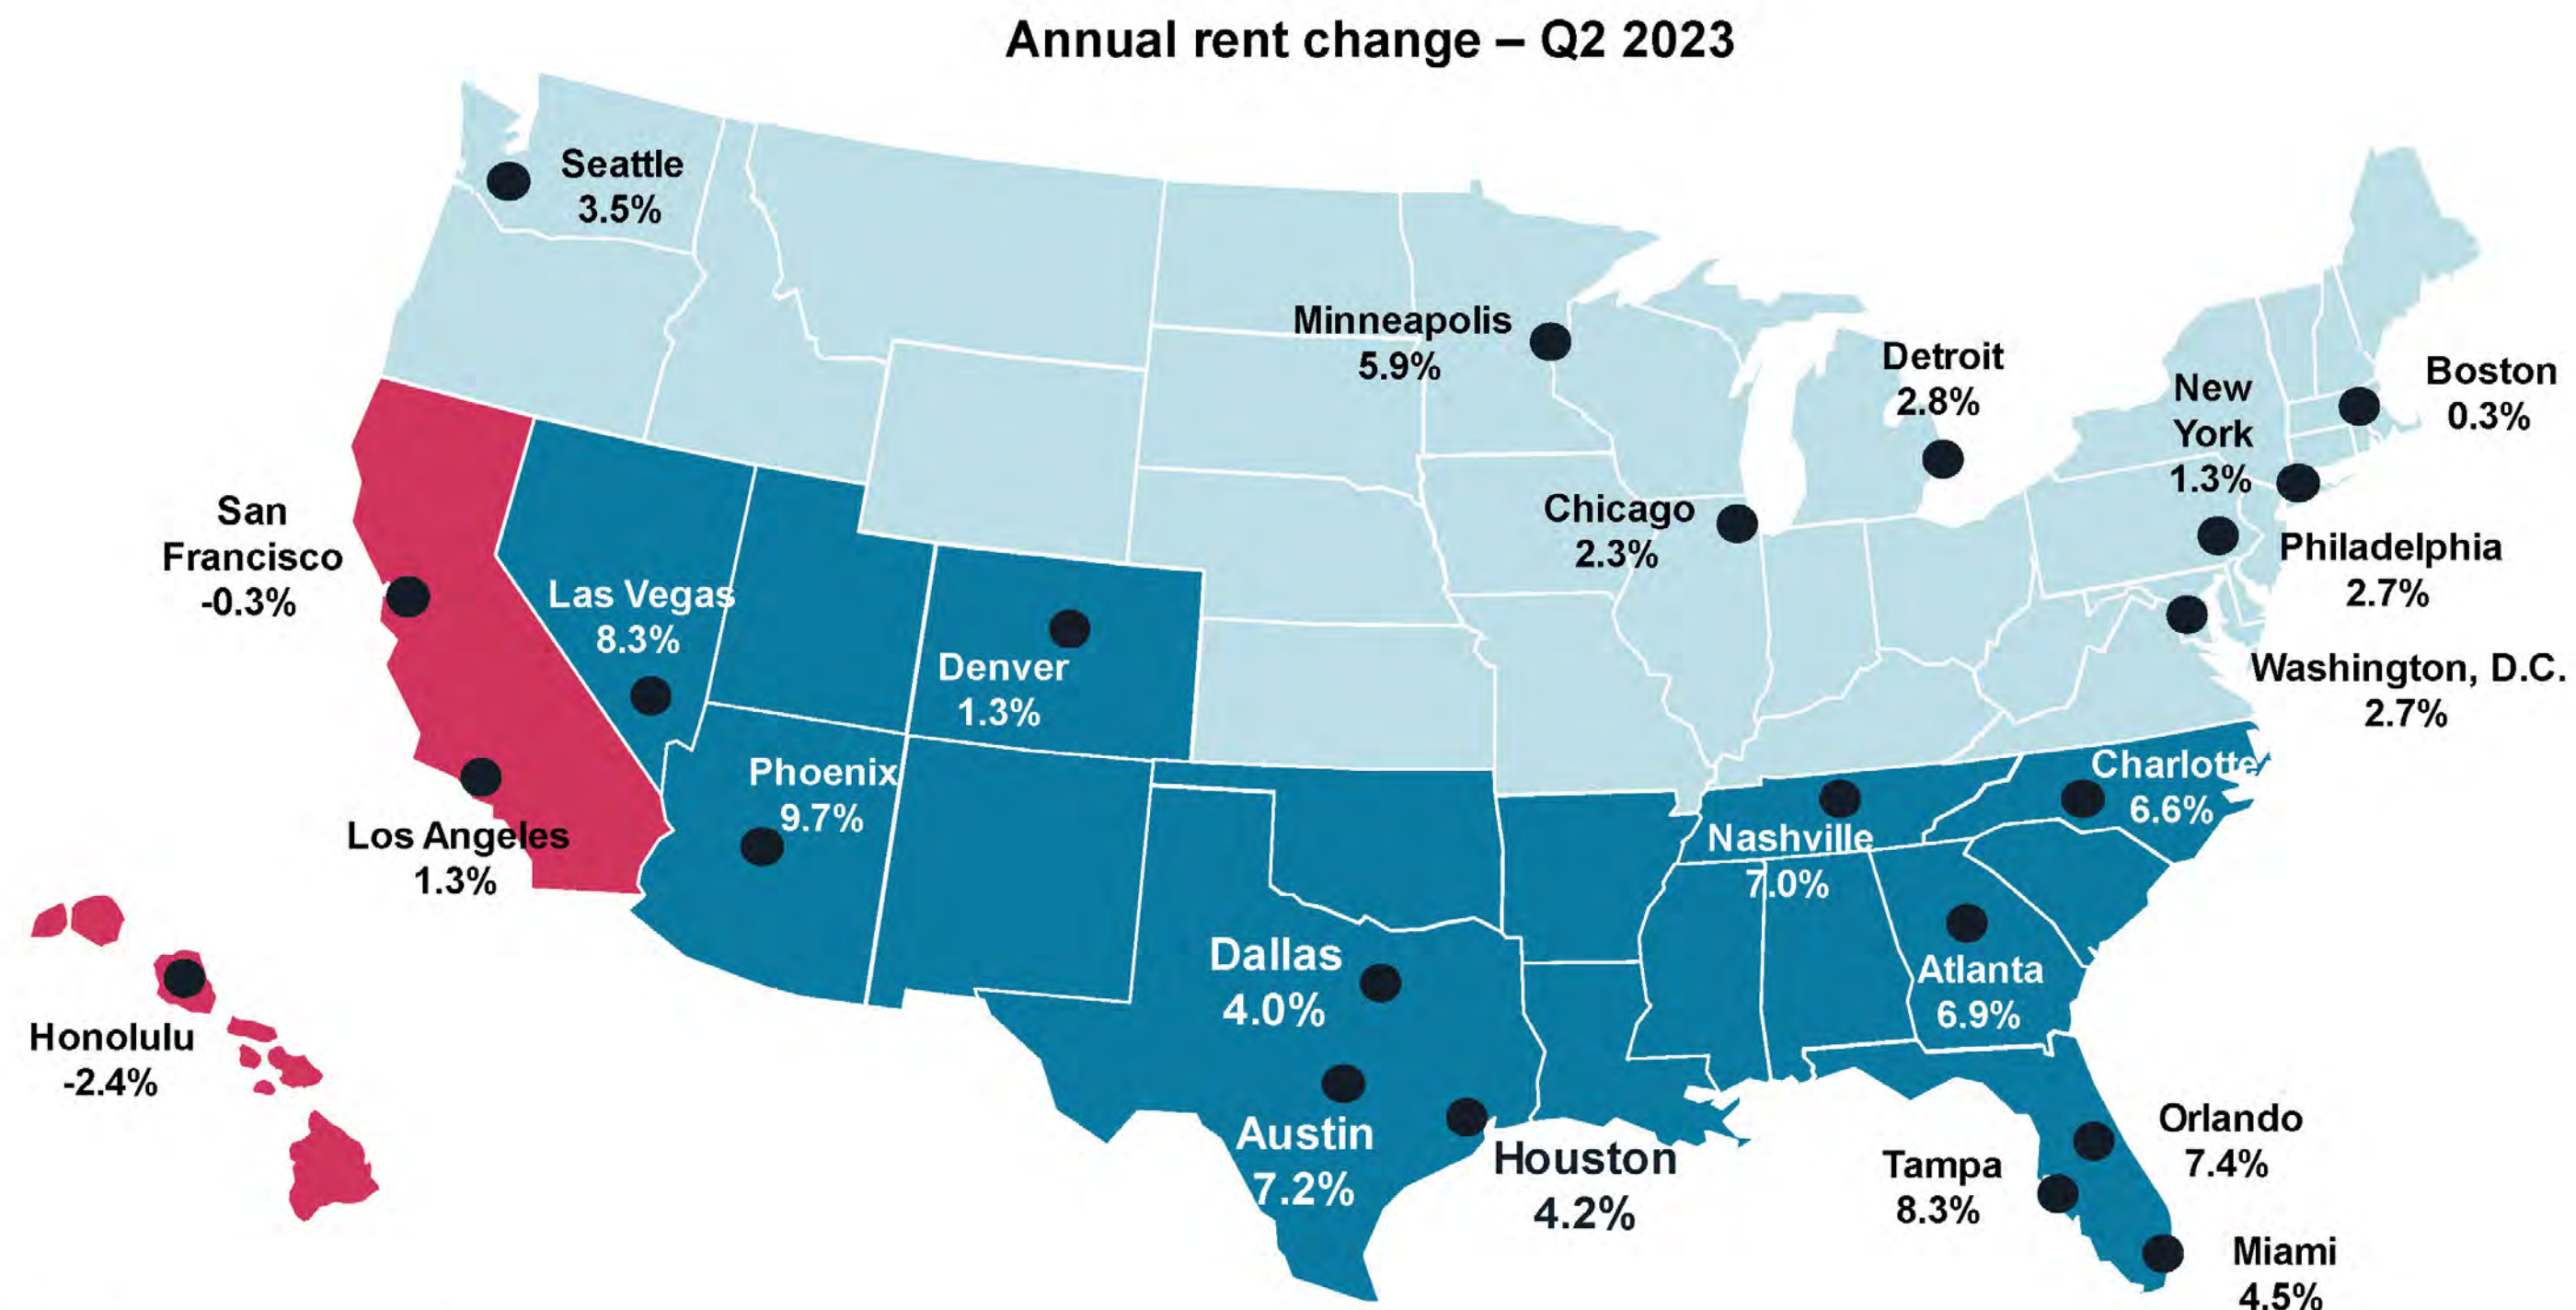 Annual rent change – Q2 2023
Seattle
3.5%
Minneapolis
5.9%
Detroit
2.8%
New
York
1.3%
Boston
0.3%
San
Francisco
-0.3%
Chicago
2.3%
Philadelphia
2.7%
Las Vegas
8.3%
Denver
1.3%
Washington, D.C.
2.7%
Phoenix
9.7%
Charlotte
6.6%
Los Angeles
1.3%
Nashville
7.0%
Dallas
4.0%
Atlanta
6.9%
Honolulu
-2.4%
Austin
7.2%
Houston
4.2%
Orlando
7.4%
Tampa
8.3%
Miami
4.5%